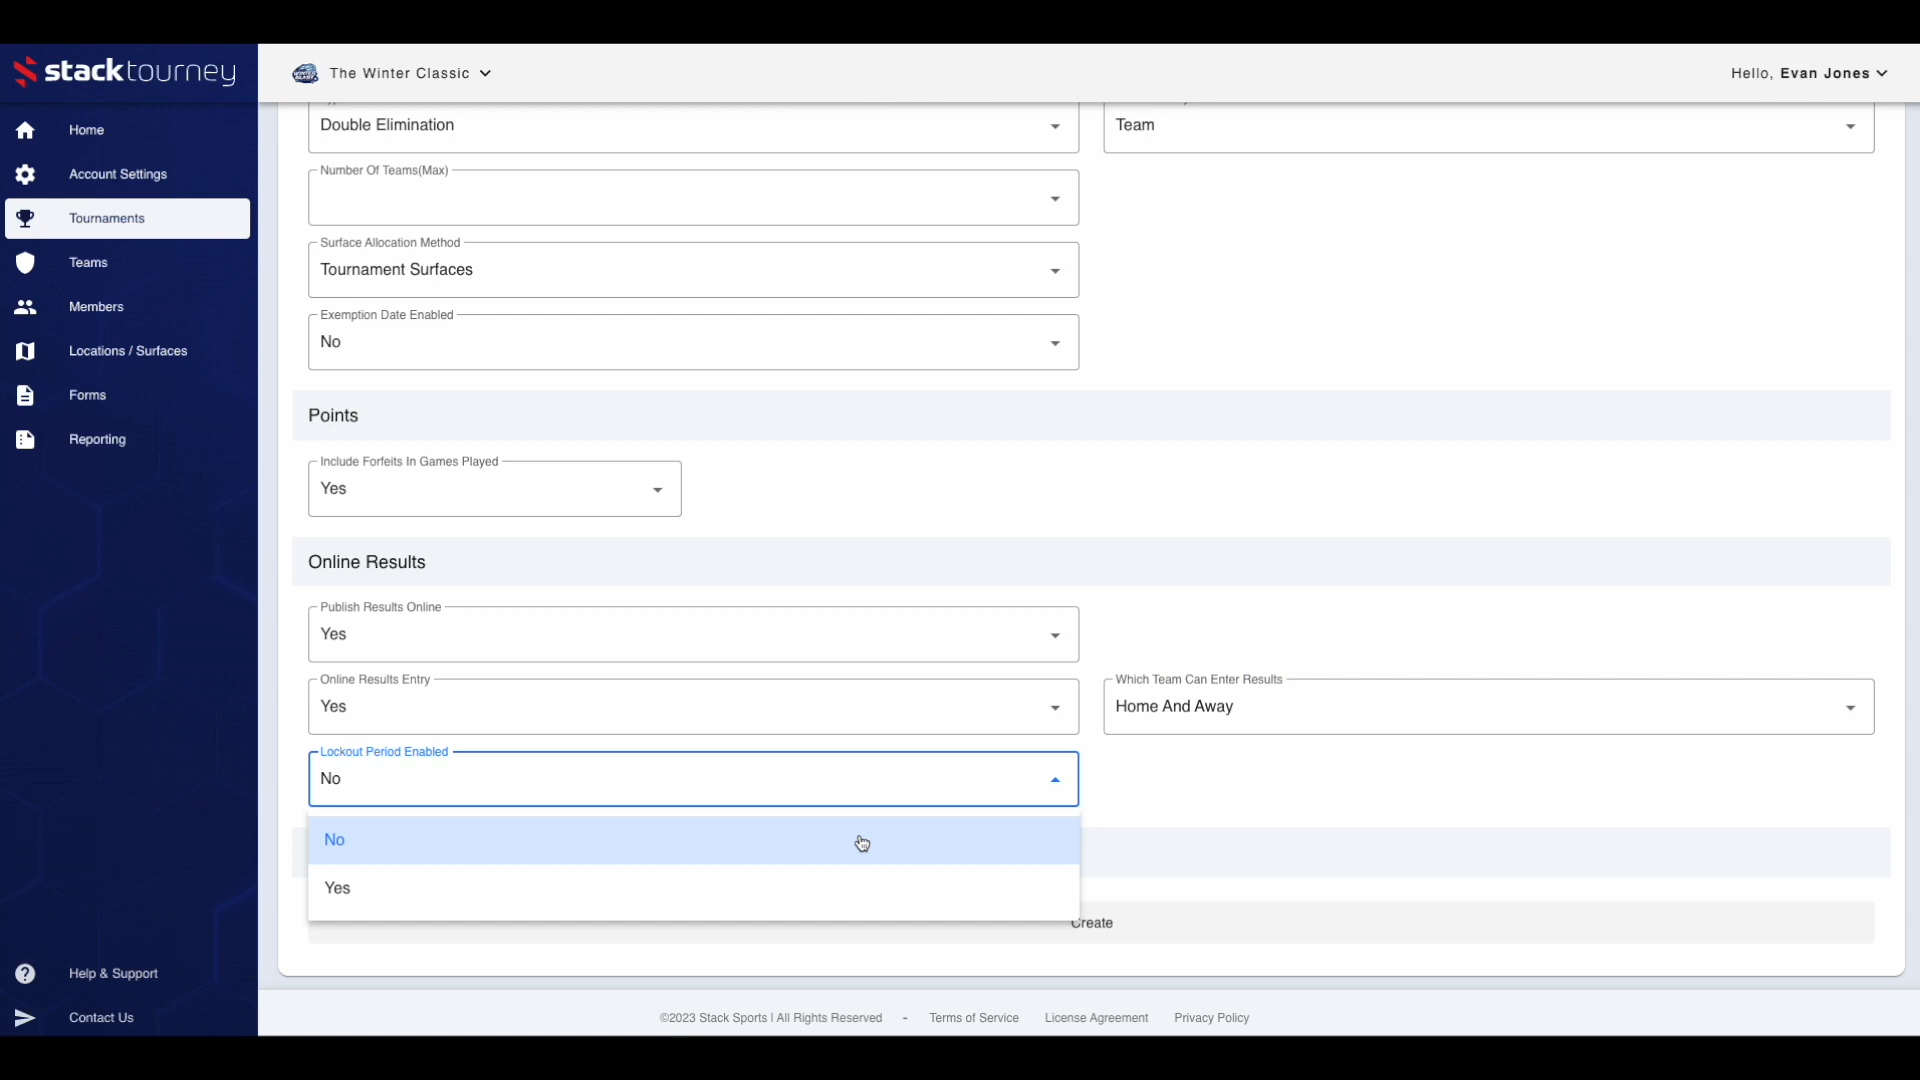 stacktourney
The Winter Classic
Hello, Evan Jones
Home
Account Settings
Tournaments
Teams
Members
Locations / Surfaces
Forms
Reporting
Help & Support
Contact Us
Double Elimination
Team
Number Of Teams(Max)
Surface Allocation Method
Tournament Surfaces
Exemption Date Enabled
No
Points
Include Forfeits In Games Played
Yes
Online Results
Publish Results Online
Yes
Online Results Entry
Yes
Which Team Can Enter Results
Home And Away
Lockout Period Enabled
No
No
Yes
Create
©2023 Stack Sports | All Rights Reserved - Terms of Service License Agreement Privacy Policy